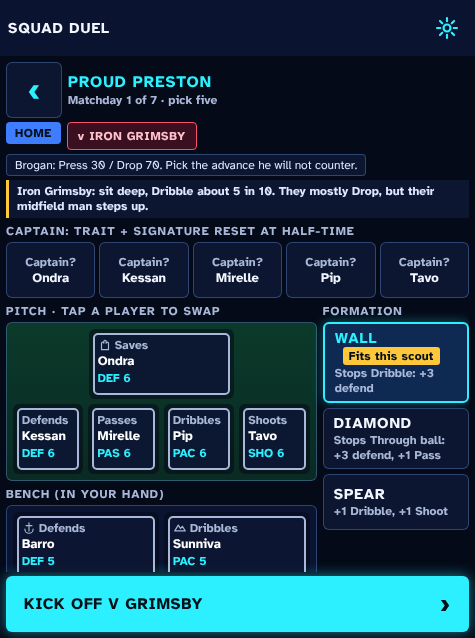 SQUAD DUEL
PROUD PRESTON
Matchday 1 of 7 · pick five
HOME
v IRON GRIMSBY
Brogan: Press 30 / Drop 70. Pick the advance he will not counter.
Iron Grimsby: sit deep, Dribble about 5 in 10. They mostly Drop, but their
midfield man steps up.
CAPTAIN: TRAIT + SIGNATURE RESET AT HALF-TIME
Captain?
Ondra
Captain?
Kessan
Captain?
Mirelle
Captain?
Pip
Captain?
Tavo
PITCH · TAP A PLAYER TO SWAP
Saves
Ondra
DEF 6
Defends
Kessan
DEF 6
Passes
Mirelle
PAS 6
Dribbles
Pip
PAC 6
Shoots
Tavo
SHO 6
BENCH (IN YOUR HAND)
Defends
Barro
DEF 5
Dribbles
Sunniva
PAC 5
FORMATION
WALL
Fits this scout
Stops Dribble: +3
defend
DIAMOND
Stops Through ball:
+3 defend, +1 Pass
SPEAR
+1 Dribble, +1 Shoot
KICK OFF V GRIMSBY